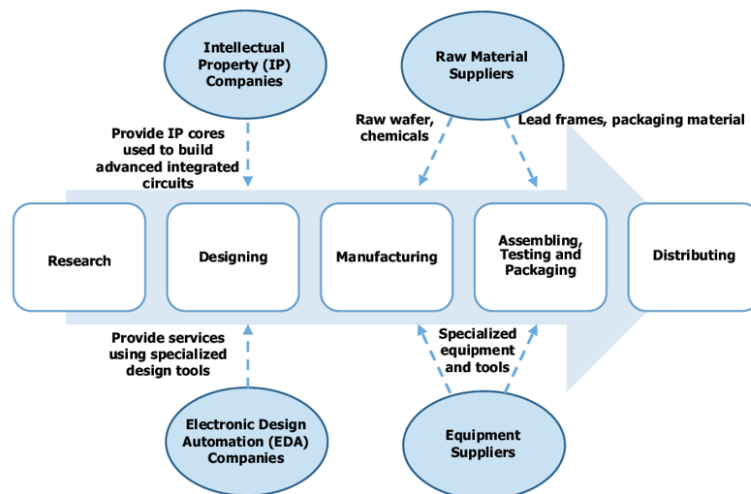 Intellectual
Property (IP)
Companies
Raw Material
Suppliers
Provide IP cores
used to build
advanced integrated
circuits
Raw wafer,
chemicals
Lead frames, packaging material
Research
Designing
Manufacturing
Assembling,
Testing and
Packaging
Distributing
Provide services
using specialized
design tools
Specialized
equipment
and tools
Electronic Design
Automation (EDA)
Companies
Equipment
Suppliers